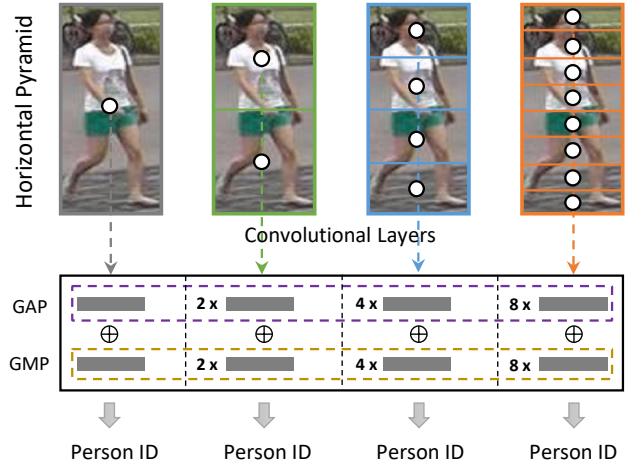 Horizontal Pyramid
Convolutional Layers
GAP 2 x 4 x 8 x
GMP 2 x 4 x 8 x
Person ID Person ID Person ID Person ID